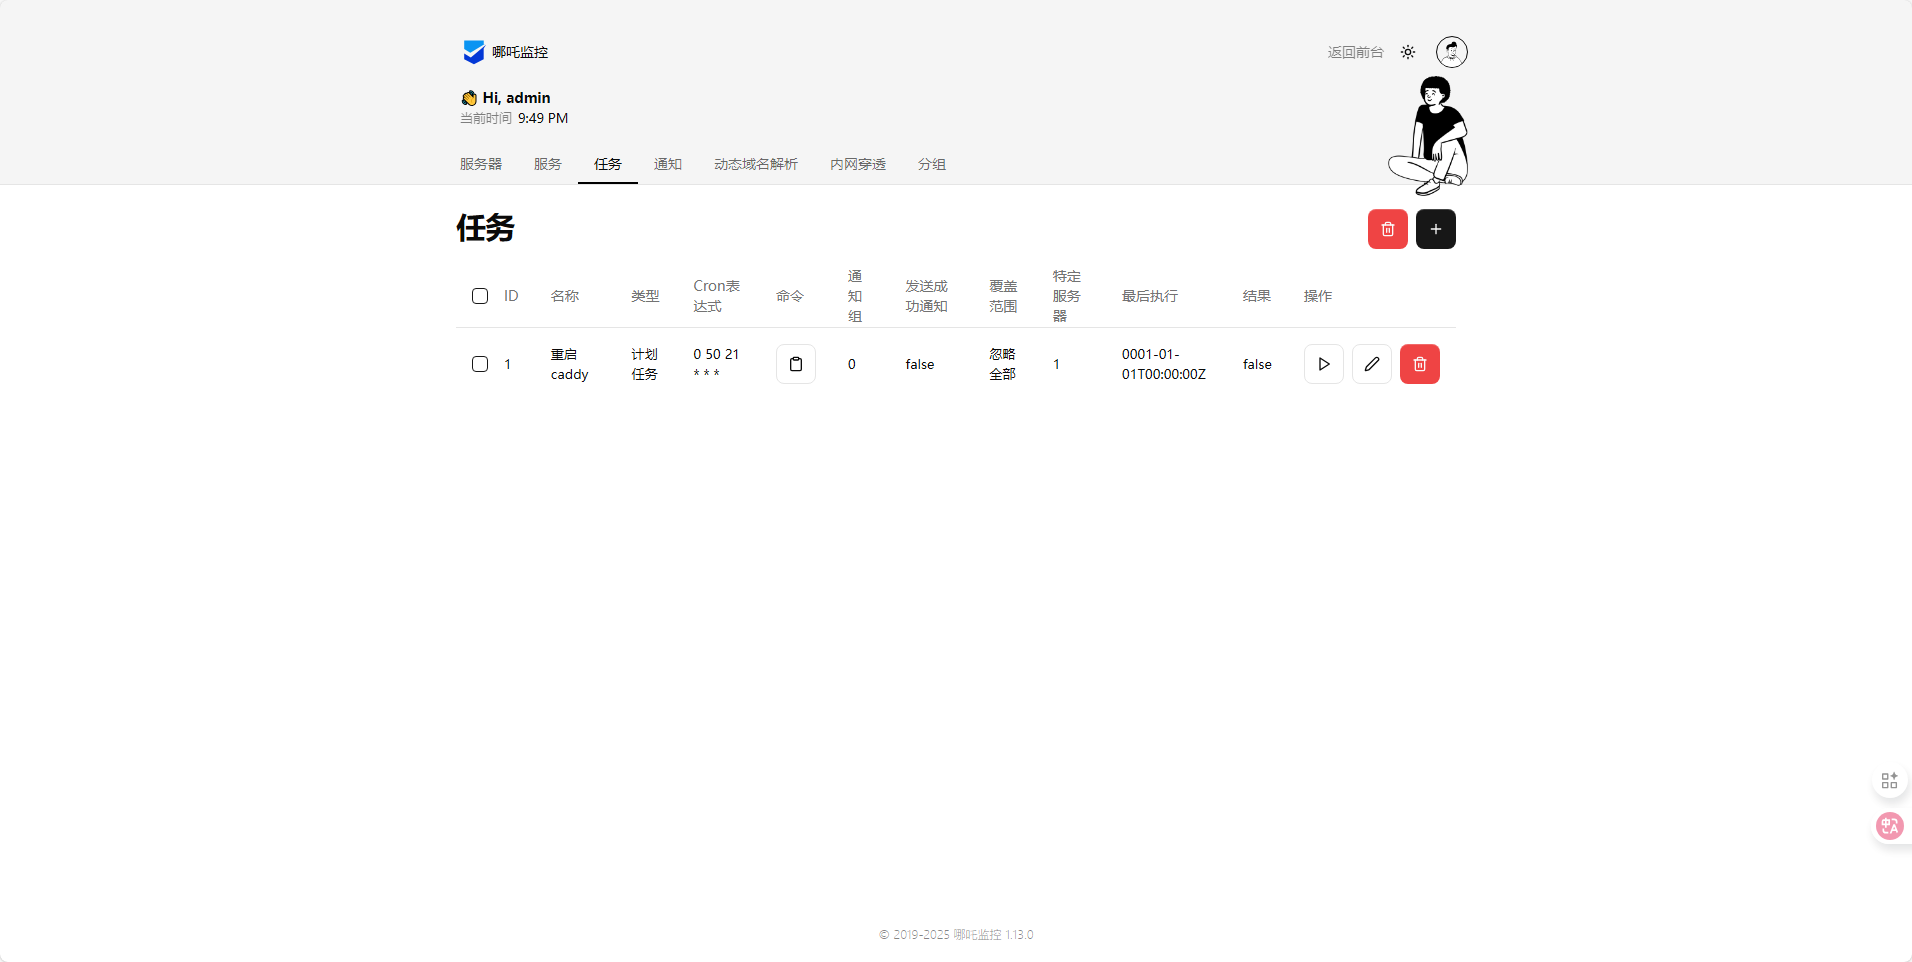 哪吒监控
返回前台
👋 Hi, admin
当前时间 9:49 PM
服务器 服务 任务 通知 动态域名解析 内网穿透 分组
任务
ID 名称 类型 Cron表达式 命令 通知组 发送成功通知 覆盖范围 特定服务器 最后执行 结果 操作
1 重启 caddy 计划任务 0 50 21 * * * 0 false 忽略全部 1 0001-01-01T00:00:00Z false
© 2019-2025 哪吒监控 1.13.0